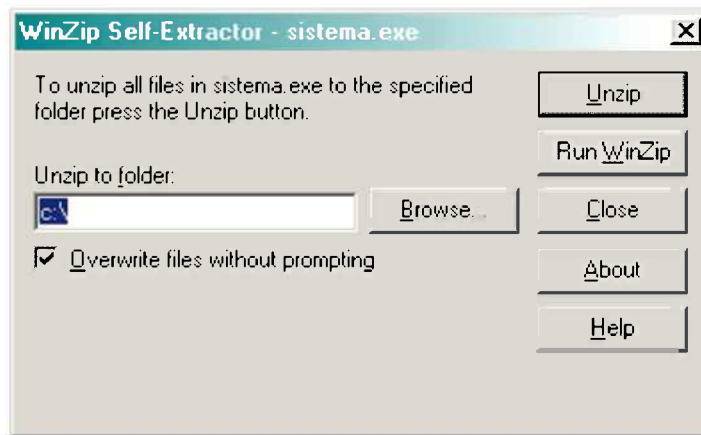 WinZip Self-Extractor - sistema.exe
To unzip all files in sistema.exe to the specified
folder press the Unzip button.
Unzip to folder:
c:\
Browse...
Overwrite files without prompting
Unzip
Run WinZip
Close
About
Help